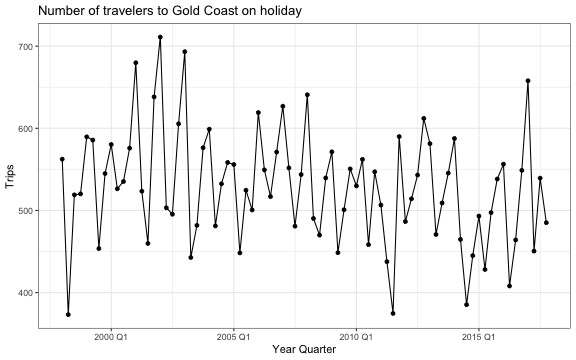 Number of travelers to Gold Coast on holiday
700
600
500
400
Trips
2000 Q1 2005 Q1 2010 Q1 2015 Q1
Year Quarter